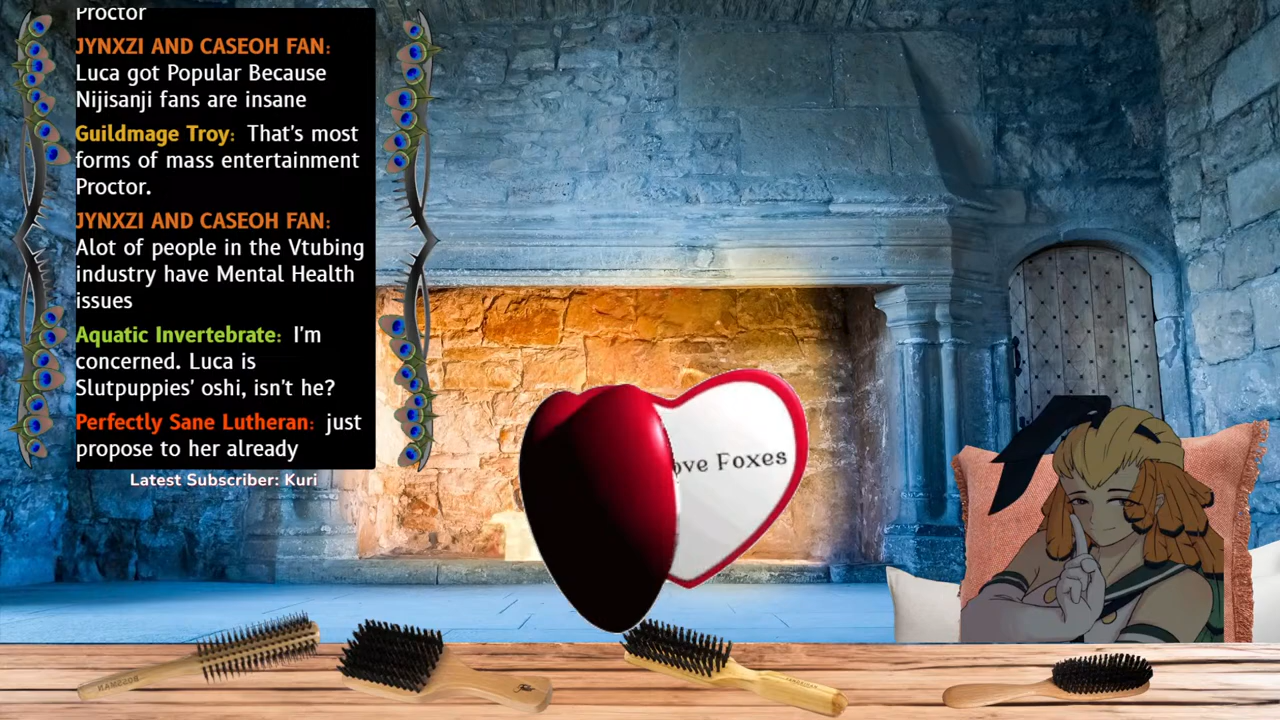 Proctor
JYNXZI AND CASEOH FAN:
Luca got Popular Because
Nijisanji fans are insane
Guildmage Troy: That's most
forms of mass entertainment
Proctor.
JYNXZI AND CASEOH FAN:
Alot of people in the Vtubing
industry have Mental Health
issues
Aquatic Invertebrate: I'm
concerned. Luca is
Slutpuppies' oshi, isn't he?
Perfectly Sane Lutheran: just
propose to her already
Latest Subscriber: Kuri
ove Foxes